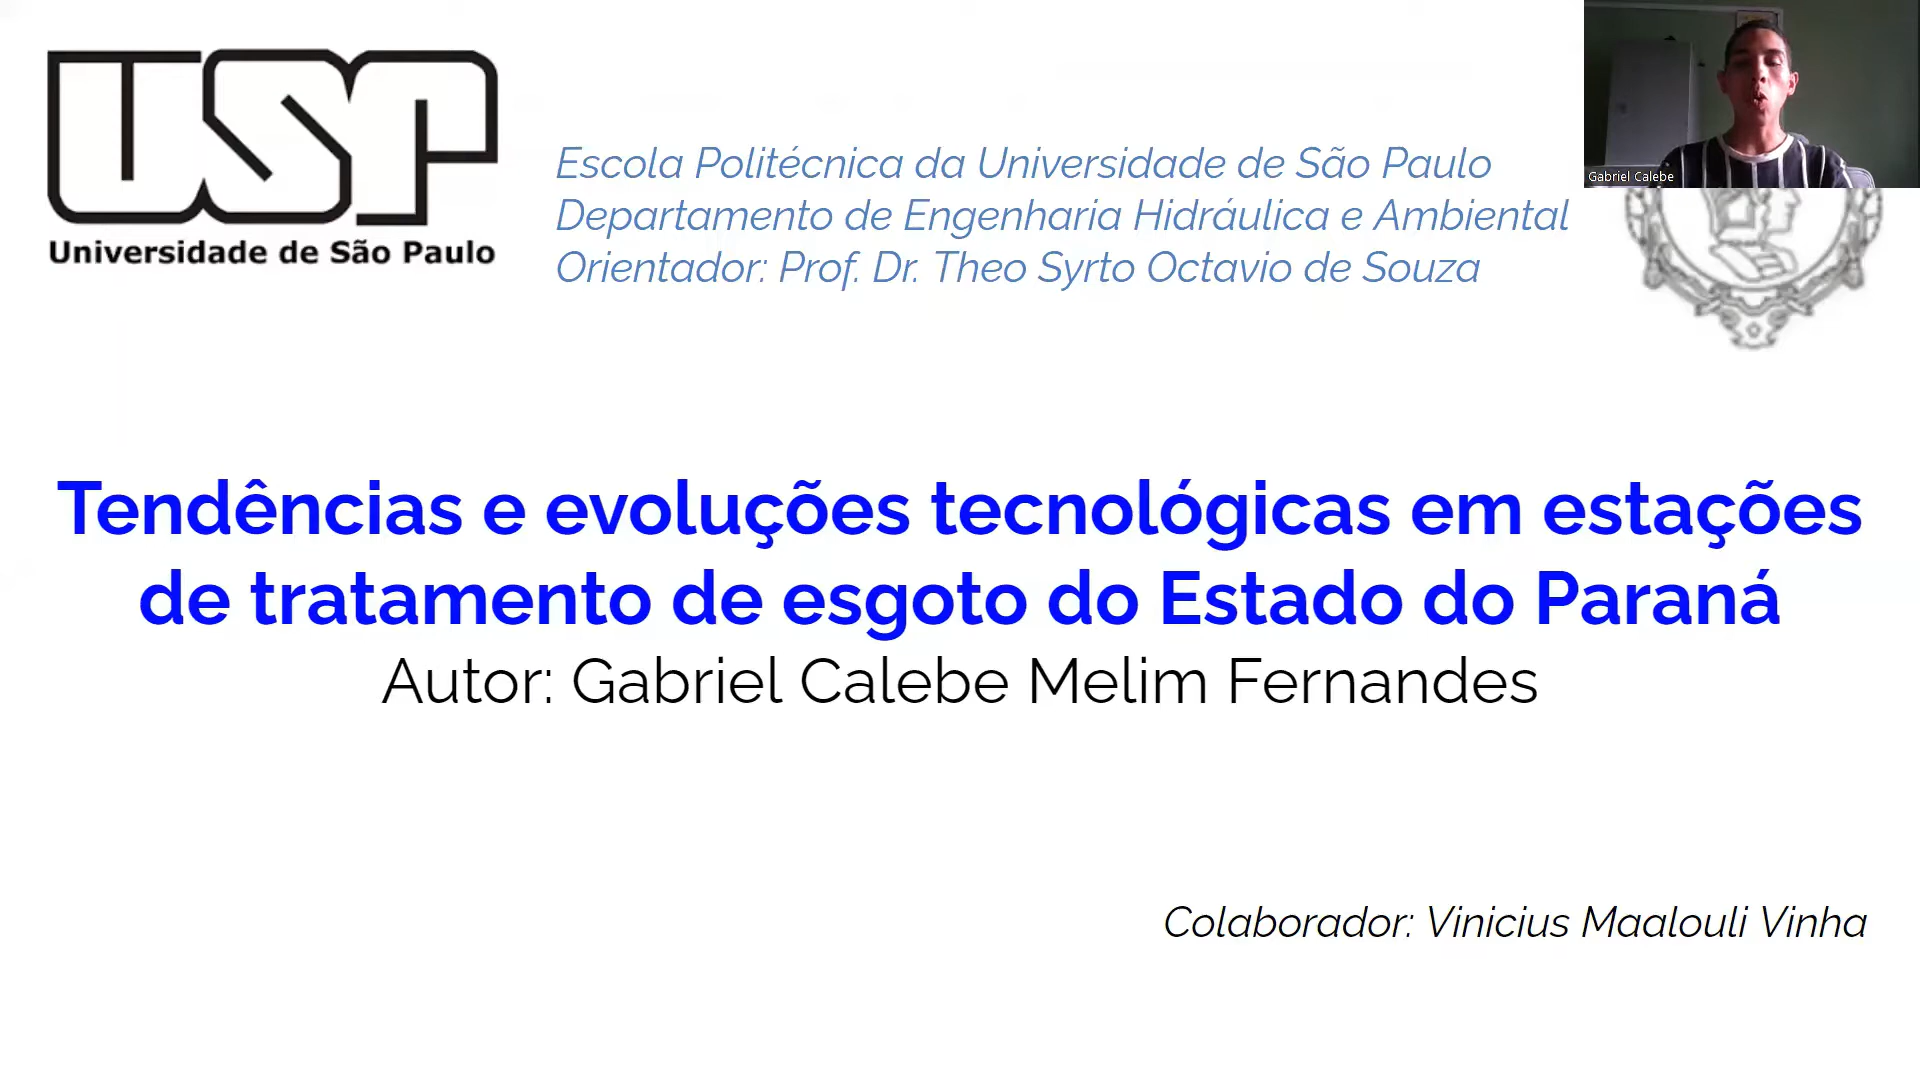 USP
Universidade de São Paulo
Escola Politécnica da Universidade de São Paulo
Departamento de Engenharia Hidráulica e Ambiental
Orientador: Prof. Dr. Theo Syrto Octavio de Souza
Gabriel Calebe
Tendências e evoluções tecnológicas em estações
de tratamento de esgoto do Estado do Paraná
Autor: Gabriel Calebe Melim Fernandes
Colaborador: Vinicius Maalouli Vinha